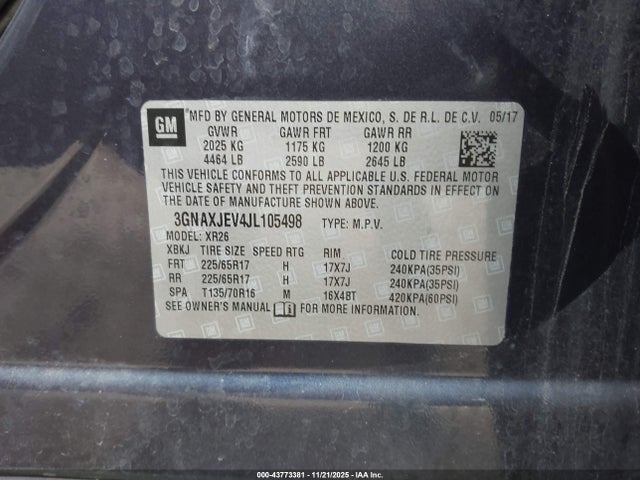 GM
*MFD BY GENERAL MOTORS DE MEXICO, S. DE R.L. DE C.V. 05/17
GVWR GAWR FRT GAWR RR
2025 KG 1175 KG 1200 KG
4464 LB 2590 LB 2645 LB
THIS VEHICLE CONFORMS TO ALL APPLICABLE U.S. FEDERAL MOTOR
VEHICLE SAFETY AND THEFT PREVENTION STANDARDS IN EFFECT
ON THE DATE OF MANUFACTURE SHOWN ABOVE.
3GNAXJEV4JL105498 TYPE: M.P.V.
MODEL: XR26
XBKJ TIRE SIZE SPEED RTG RIM COLD TIRE PRESSURE
FRT 225/65R17 H 17X7J 240KPA(35PSI)
RR 225/65R17 H 17X7J 240KPA(35PSI)
SPA T135/70R16 M 16X4BT 420KPA(60PSI)
SEE OWNER'S MANUAL FOR MORE INFORMATION.
000-43773381 - 11/21/2025 - IAA Inc.